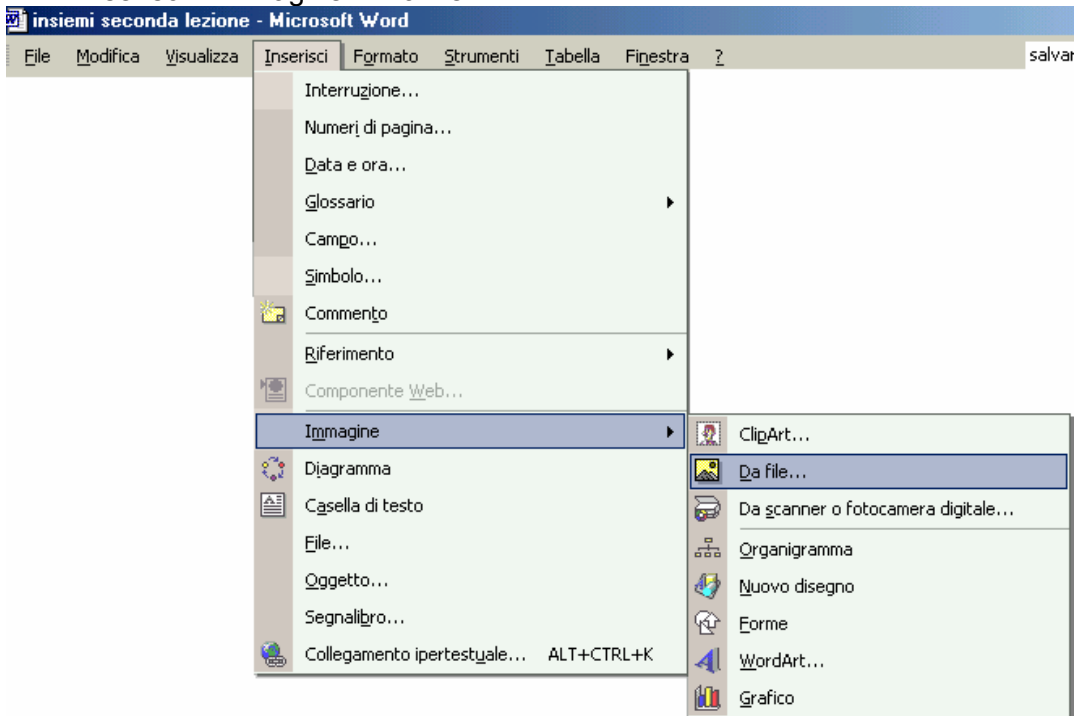 insiemi seconda lezione - Microsoft Word
File Modifica Visualizza Inserisci Formato Strumenti Tabella Finestra ? salvar
Interruzione...
Numeri di pagina...
Data e ora...
Glossario
Campo...
Simbolo...
Commento
Riferimento
Componente Web...
Immagine
Diagramma
Casella di testo
File...
Oggetto...
Segnalibro...
Collegamento ipertestuale... ALT+CTRL+K
ClipArt...
Da file...
Da scanner o fotocamera digitale...
Organigramma
Nuovo disegno
Forme
WordArt...
Grafico